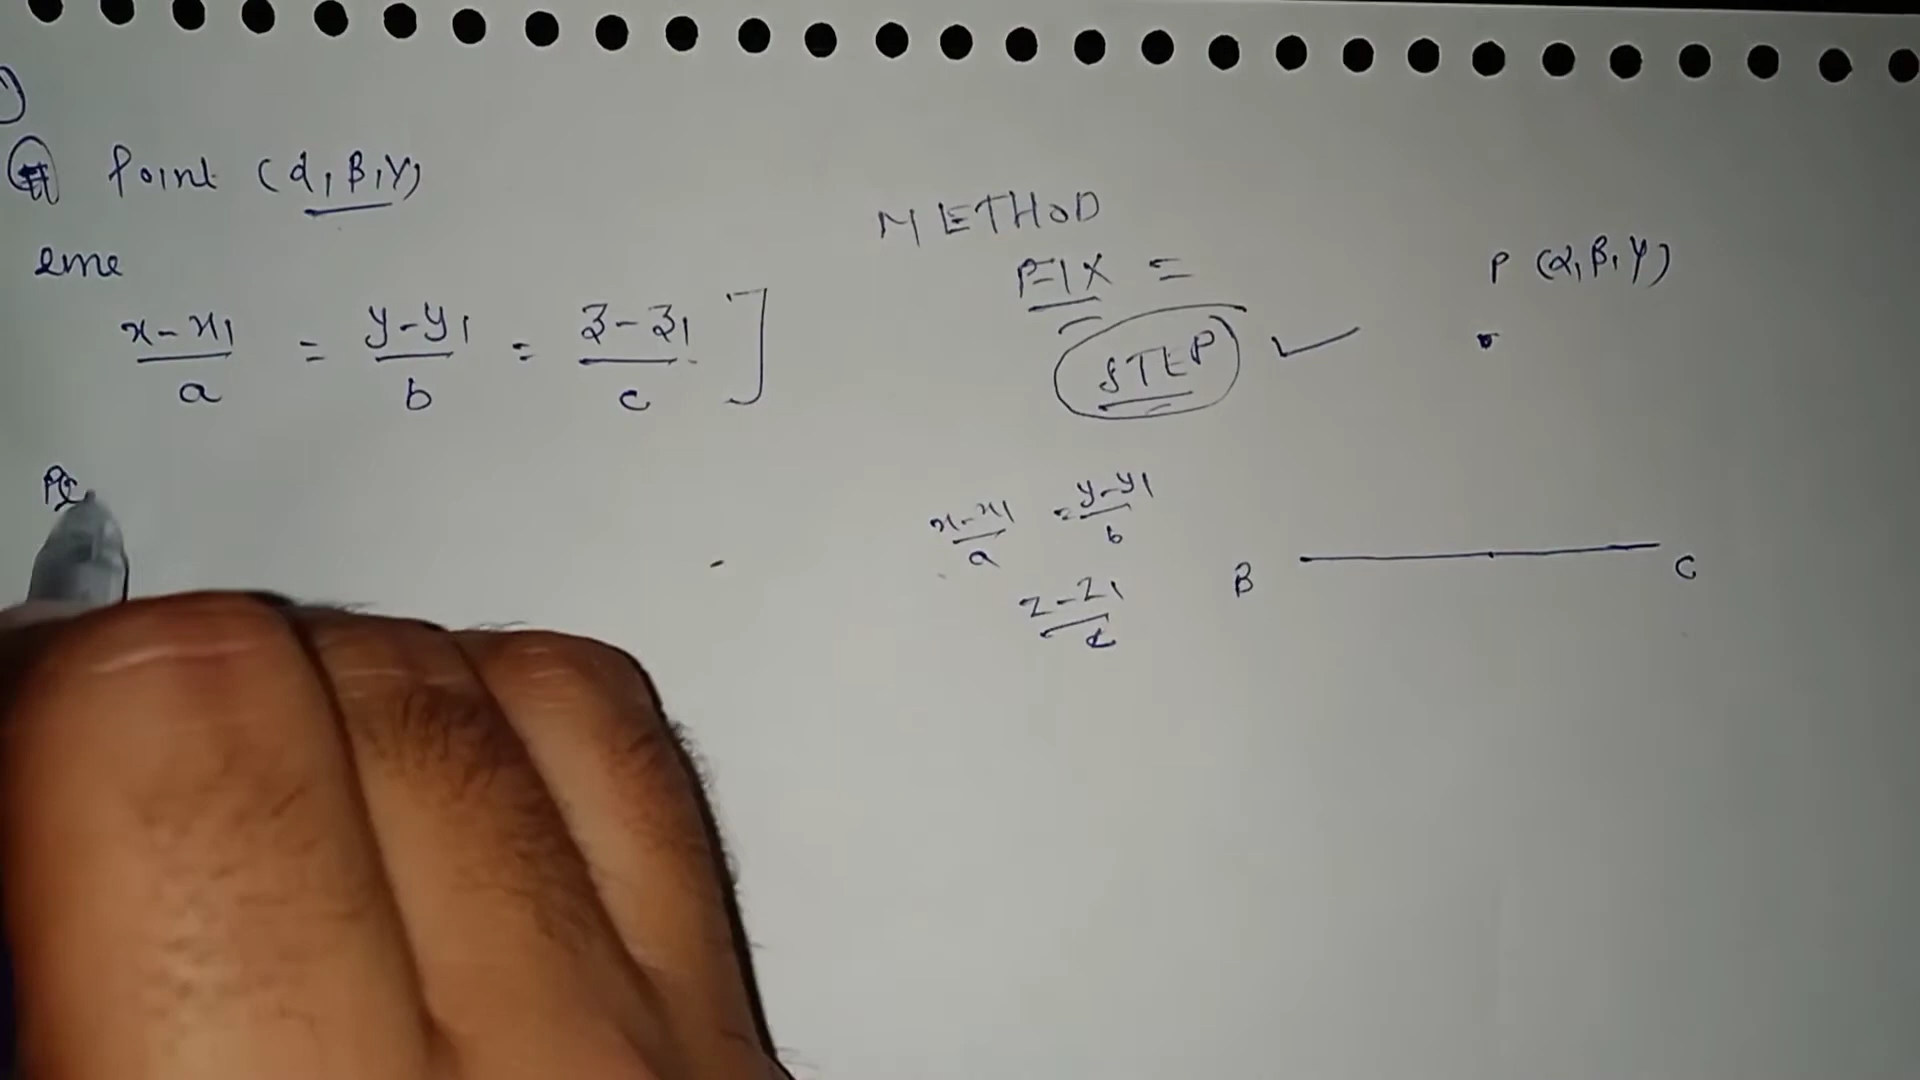 Point (α, β, γ)
line
x-x1/a = y-y1/b = z-z1/c ]
METHOD
FIX =
STEP ✓
P (α, β, γ)
x-x1/a = y-y1/b
z-z1/c
B C